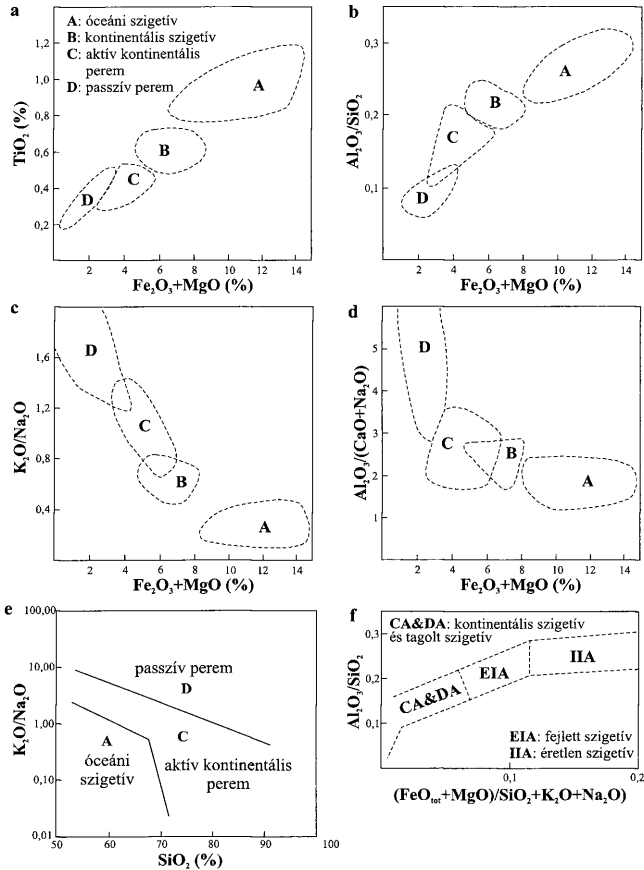 a
A: óceáni szigetív
B: kontinentális szigetív
C: aktív kontinentális
perem
D: passzív perem
TiO₂ (%)
1,2
1,0
0,8
0,6
0,4
0,2
A
B
C
D
2 4 6 8 10 12 14
Fe₂O₃+MgO (%)
b
Al₂O₃/SiO₂
0,3
0,2
0,1
A
B
C
D
2 4 6 8 10 12 14
Fe₂O₃+MgO (%)
c
K₂O/Na₂O
1,6
1,2
0,8
0,4
D
C
B
A
2 4 6 8 10 12 14
Fe₂O₃+MgO (%)
d
Al₂O₃/(CaO+Na₂O)
5
4
3
2
1
D
C
B
A
2 4 6 8 10 12 14
Fe₂O₃+MgO (%)
e
K₂O/Na₂O
100,00
10,00
1,00
0,10
0,01
passzív perem
D
A
óceáni
szigetív
C
aktív kontinentális
perem
50 60 70 80 90 100
SiO₂ (%)
f
CA&DA: kontinentális szigetív
és tagolt szigetív
Al₂O₃/SiO₂
0,3
0,2
0,1
CA&DA
EIA
IIA
EIA: fejlett szigetív
IIA: éretlen szigetív
0,1 0,2
(FeOtot+MgO)/SiO₂+K₂O+Na₂O)